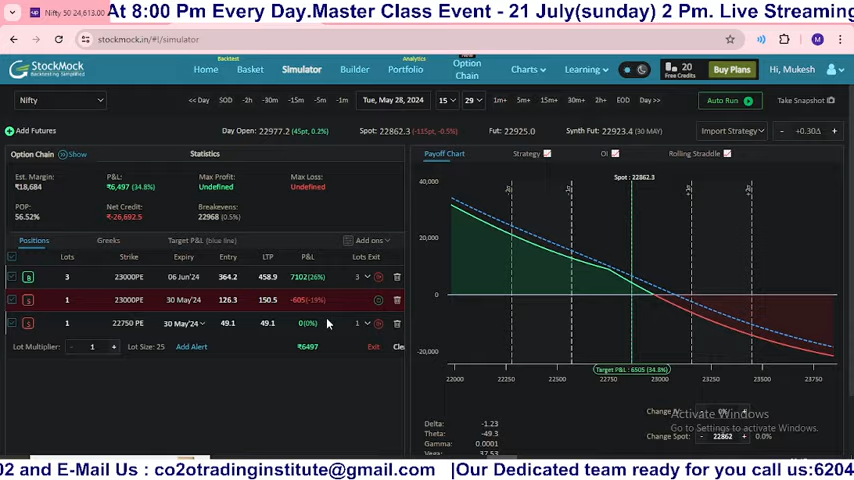 At 8:00 Pm Every Day.Master Class Event - 21 July(sunday) 2 Pm. Live Streaming
Nifty 50 24,613.00
stockmock.in/#!/simulator
StockMock
Backtesting Simplified
Home
Backtest
Basket
Simulator
Builder
Analytics
Portfolio
Option Chain
Charts
Learning
20
Free Credits
Buy Plans
Hi, Mukesh
Nifty
<< Day SOD -2h -30m -15m -5m -1m Tue, May 28, 2024 15 29 1m+ 5m+ 15m+ 30m+ 2h+ EOD Day >>
Auto Run
Take Snapshot
Add Futures
Day Open: 22977.2 (45pt, 0.2%) Spot: 22862.3 (-115pt, -0.5%) Fut: 22925.0 Synth Fut: 22923.4 (30 MAY)
Import Strategy
- +0.30Δ +
Option Chain Show Statistics
Est. Margin: P&L: Max Profit: Max Loss:
₹18,684 ₹6,497 (34.8%) Undefined Undefined
POP: Net Credit: Breakevens:
56.52% ₹-26,692.5 22968 (0.5%)
Positions Greeks Target P&L (blue line) Add ons
Lots Strike Expiry Entry LTP P&L Lots Exit
B 3 23000PE 06 Jun'24 364.2 458.9 7102(26%) 3
S 1 23000PE 30 May'24 126.3 150.5 -605(-19%)
S 1 22750 PE 30 May'24 49.1 49.1 0(0%) 1
Lot Multiplier: - 1 + Lot Size: 25 Add Alert ₹6497 Exit Clea
Payoff Chart Strategy OI Rolling Straddle
Spot : 22862.3
40,000
20,000
0
-20,000
Target P&L : 6505 (34.8%)
22000 22250 22500 22750 23000 23250 23500 23750
Delta:
-1.23
Theta:
-49.3
Gamma:
0.0001
Vega:
37.53
Change IV: - 0% +
Change Spot: - 22862 + 0.0%
Activate Windows
Go to Settings to activate Windows.
02 and E-Mail Us : co2otradinginstitute@gmail.com |Our Dedicated team ready for you call us:6204